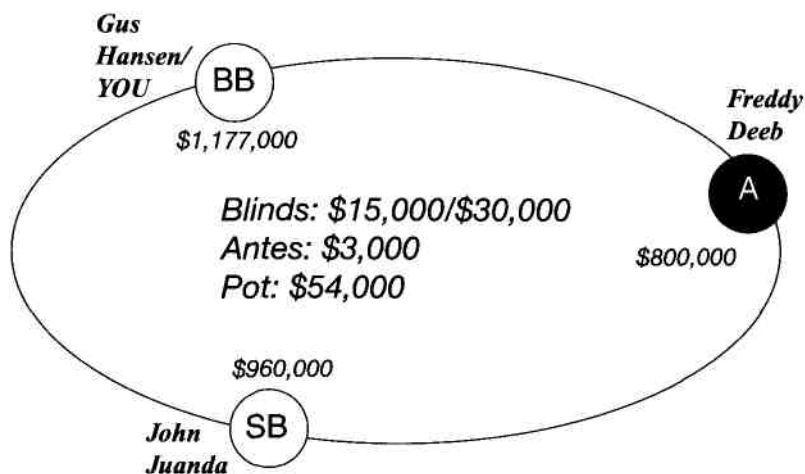 Gus
Hansen/
YOU
BB
$1,177,000
Freddy
Deeb
A
$800,000
Blinds: $15,000/$30,000
Antes: $3,000
Pot: $54,000
$960,000
SB
John
Juanda